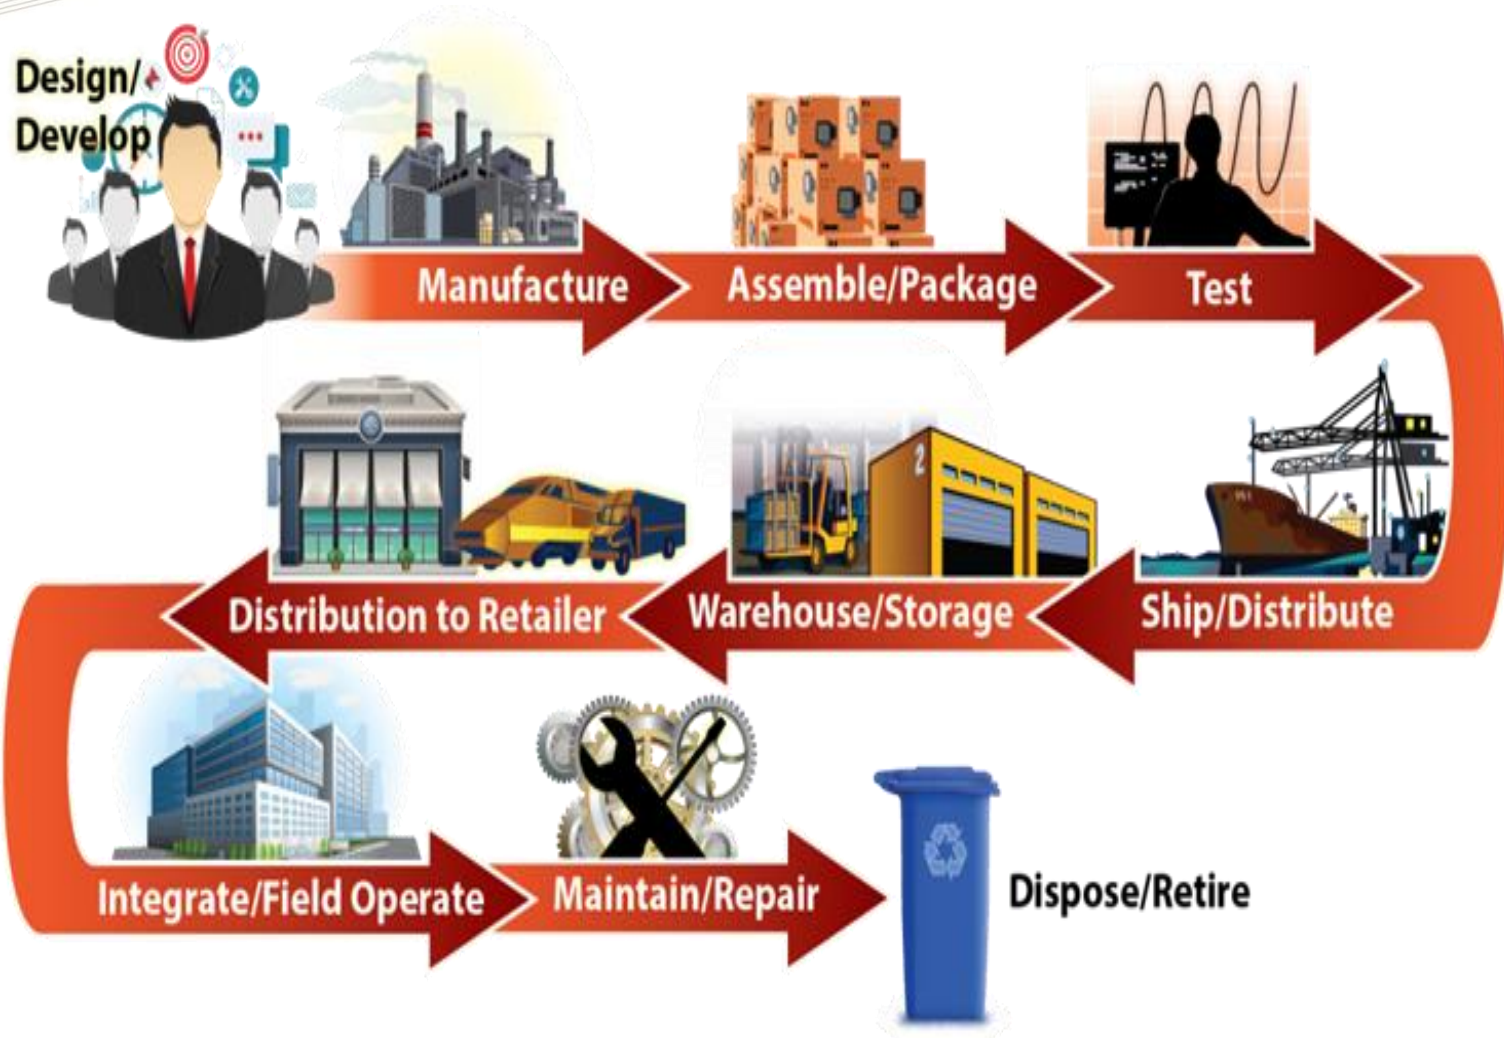 Design/
Develop
Manufacture
Assemble/Package
Test
Ship/Distribute
2
Warehouse/Storage
Distribution to Retailer
Integrate/Field Operate
Maintain/Repair
Dispose/Retire